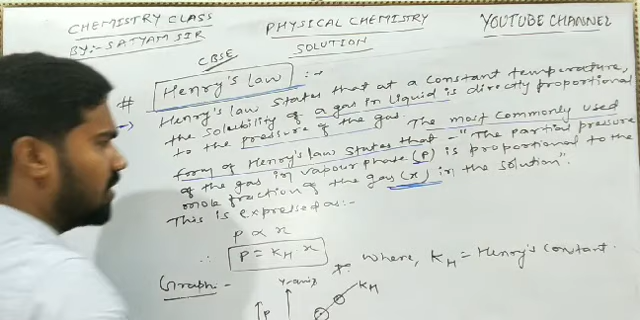 CHEMISTRY CLASS
BY:- SATYAM SIR
PHYSICAL CHEMISTRY
SOLUTION
YOUTUBE CHANNEL
CBSE
# Henry's law :-
Henry's law states that at a constant temperature,
the solubility of a gas in liquid is directly proportional
to the pressure of the gas. The most commonly used
form of Henry's law states that - "The partial pressure
of the gas in vapour phase (P) is proportional to the
mole fraction of the gas (x) in the solution".
This is expressed as:-
P ∝ x
∴ P = KH x
where, KH = Henry's constant.
Graph -
Y-axis
↑P
KH